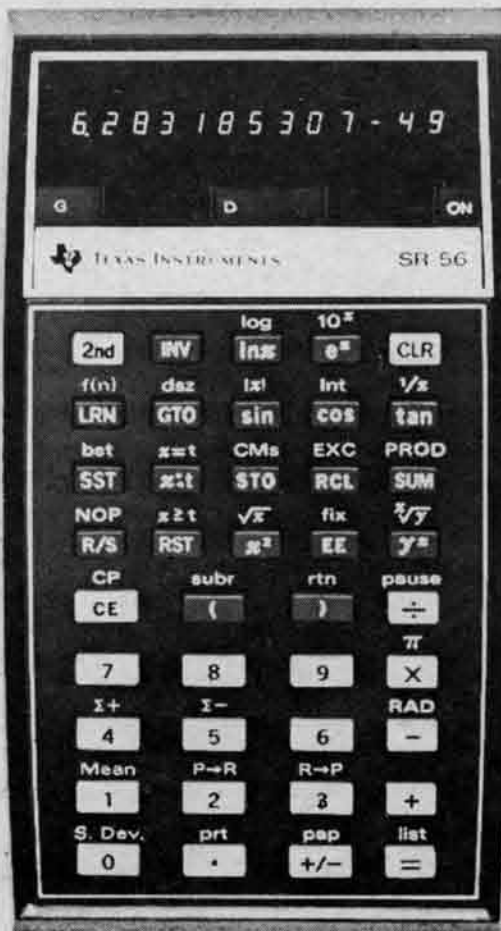 6.283185307-49
G D ON
TEXAS INSTRUMENTS SR 56
log 10ˣ
2nd INV lnx eˣ CLR
f(n) dsz |x| Int 1/x
LRN GTO sin cos tan
bst x=t CMs EXC PROD
SST x:t STO RCL SUM
NOP x≥t √x fix ˣ√y
R/S RST x² EE yˣ
CP subr rtn pause
CE ( ) ÷
π
7 8 9 ×
Σ+ Σ- RAD
4 5 6 -
Mean P→R R→P
1 2 3 +
S. Dev. prt pap list
0 . +/- =